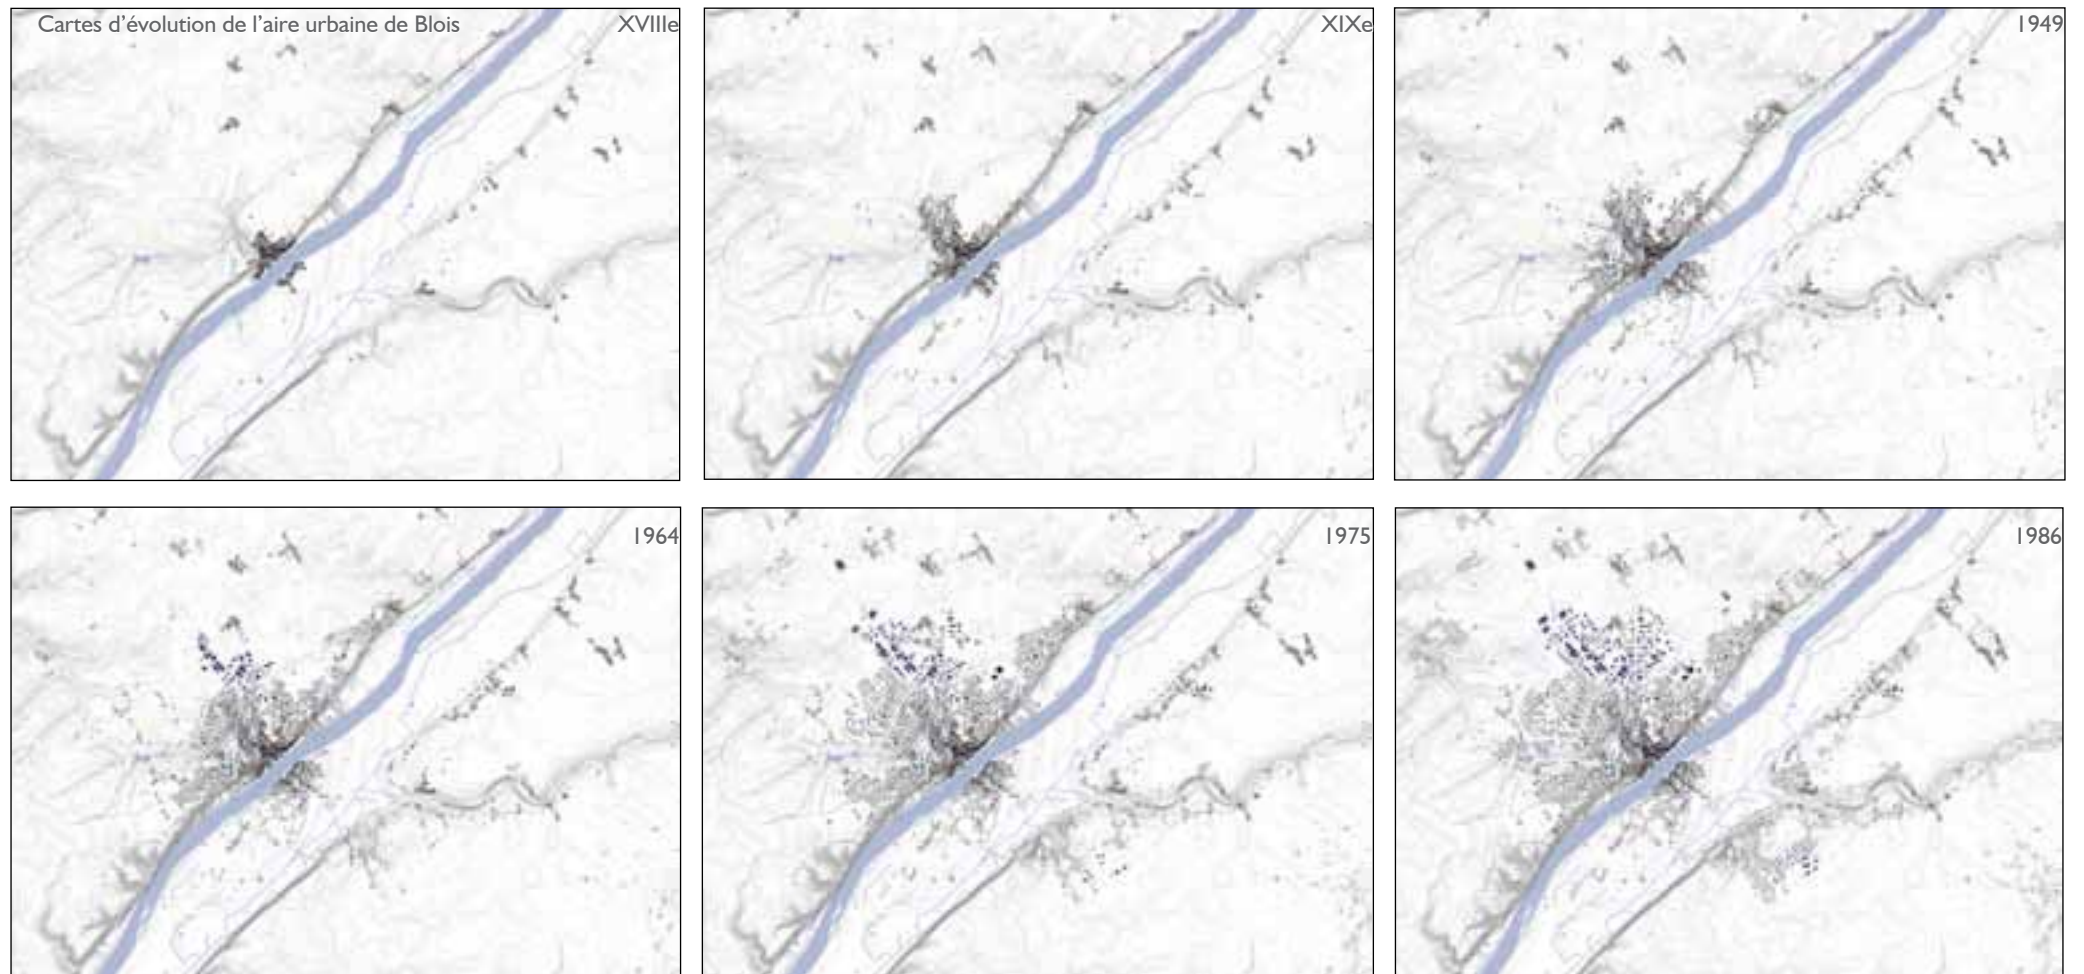 Cartes d’évolution de l’aire urbaine de Blois
XVIIIe
XIXe
1949
1964
1975
1986